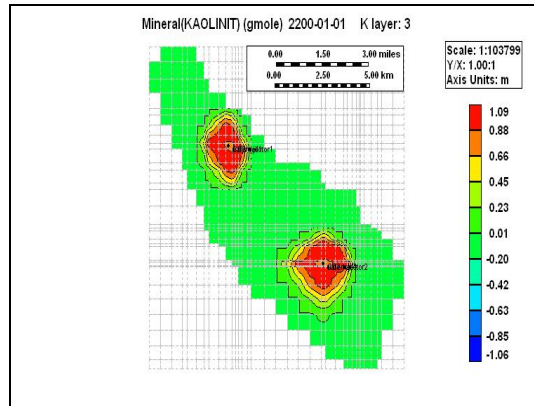 Mineral(KAOLINIT) (gmole) 2200-01-01 K layer: 3
0.00 1.50 3.00 miles
0.00 2.50 5.00 km
Scale: 1:103799
Y/X: 1.00:1
Axis Units: m
1.09
0.88
0.66
0.45
0.23
0.01
-0.20
-0.42
-0.63
-0.85
-1.06